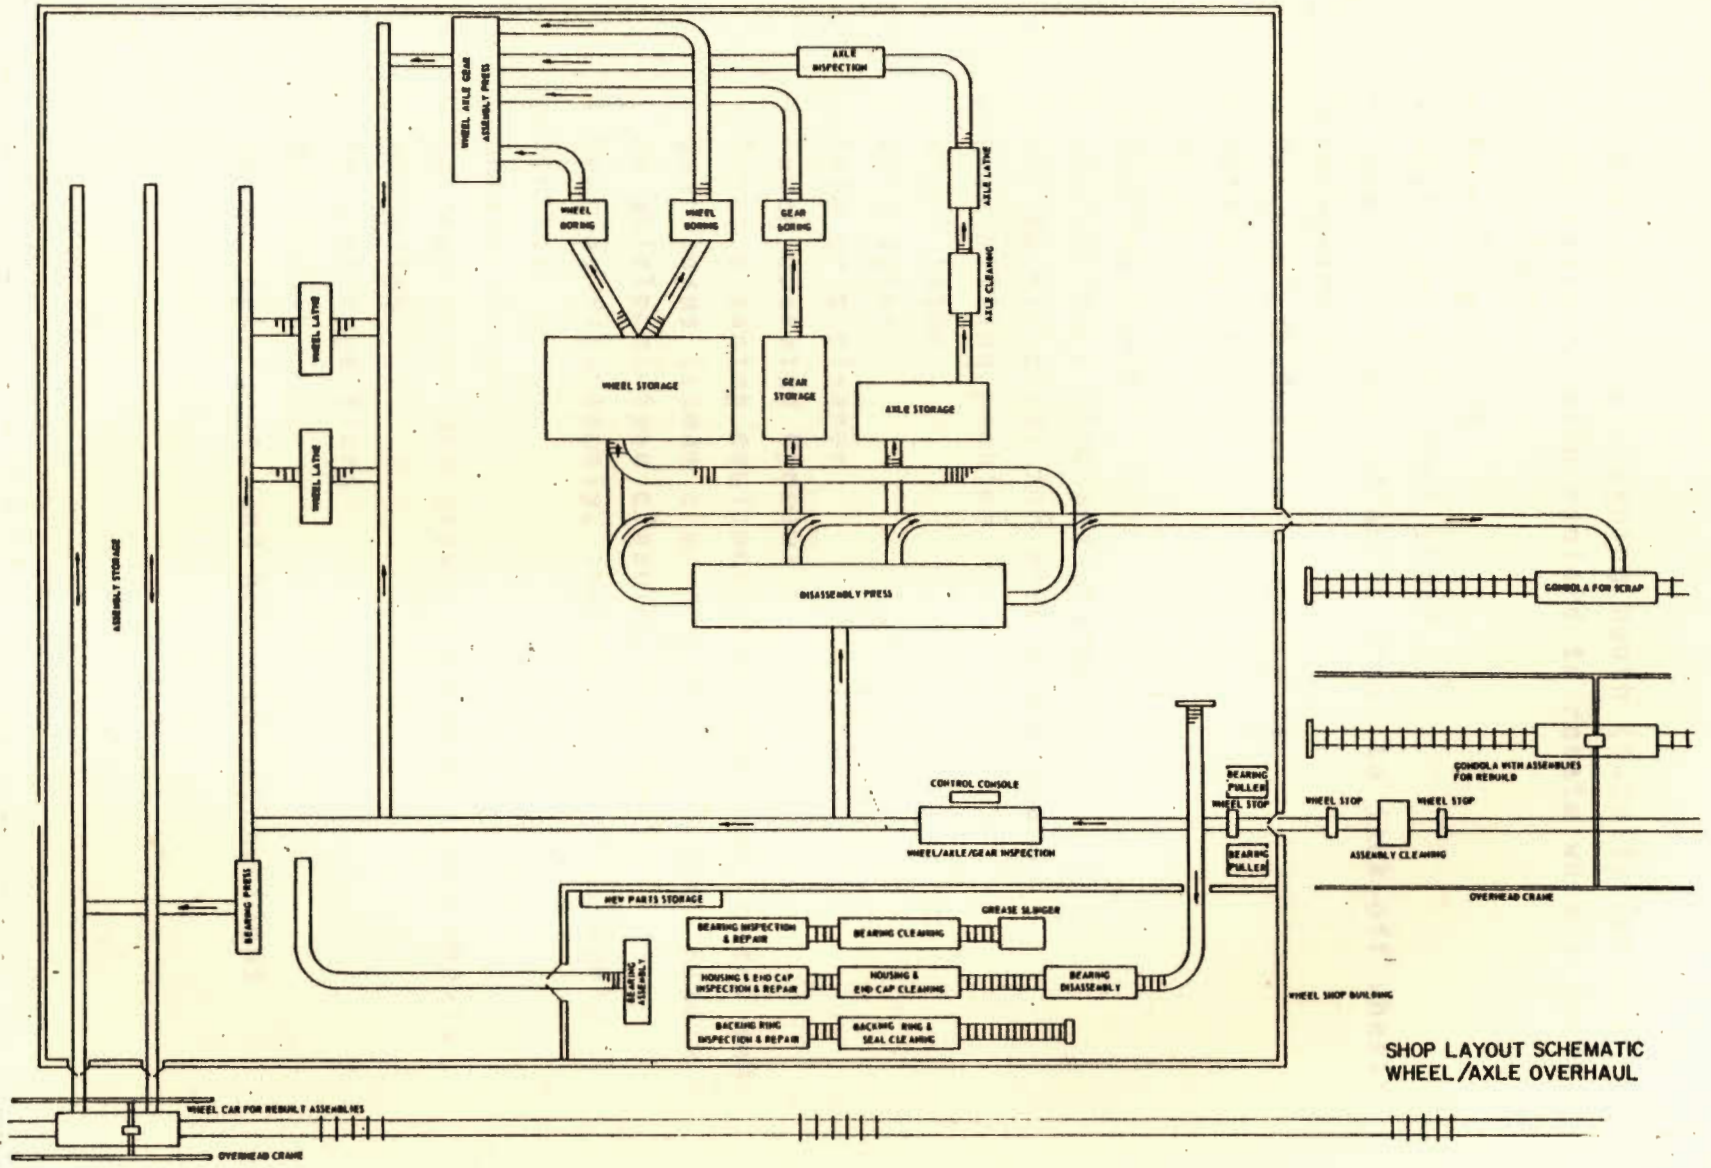 AXLE
INSPECTION
WHEEL AXLE GEAR
ASSEMBLY PRESS
AXLE LATHE
WHEEL
BORING
WHEEL
BORING
GEAR
BORING
AXLE CLEANING
WHEEL LATHE
WHEEL STORAGE
GEAR
STORAGE
AXLE STORAGE
WHEEL LATHE
ASSEMBLY STORAGE
DISASSEMBLY PRESS
GONDOLA FOR SCRAP
GONDOLA WITH ASSEMBLIES
FOR REBUILD
CONTROL CONSOLE
BEARING
PULLER
WHEEL STOP
WHEEL STOP
WHEEL STOP
WHEEL/AXLE/GEAR INSPECTION
BEARING
PULLER
ASSEMBLY CLEANING
OVERHEAD CRANE
BEARING PRESS
NEW PARTS STORAGE
GREASE SLINGER
BEARING INSPECTION
& REPAIR
BEARING CLEANING
BEARING
ASSEMBLY
HOUSING & END CAP
INSPECTION & REPAIR
HOUSING &
END CAP CLEANING
BEARING
DISASSEMBLY
WHEEL SHOP BUILDING
BACKING RING
INSPECTION & REPAIR
BACKING RING &
SEAL CLEANING
SHOP LAYOUT SCHEMATIC
WHEEL/AXLE OVERHAUL
WHEEL CAR FOR REBUILT ASSEMBLIES
OVERHEAD CRANE